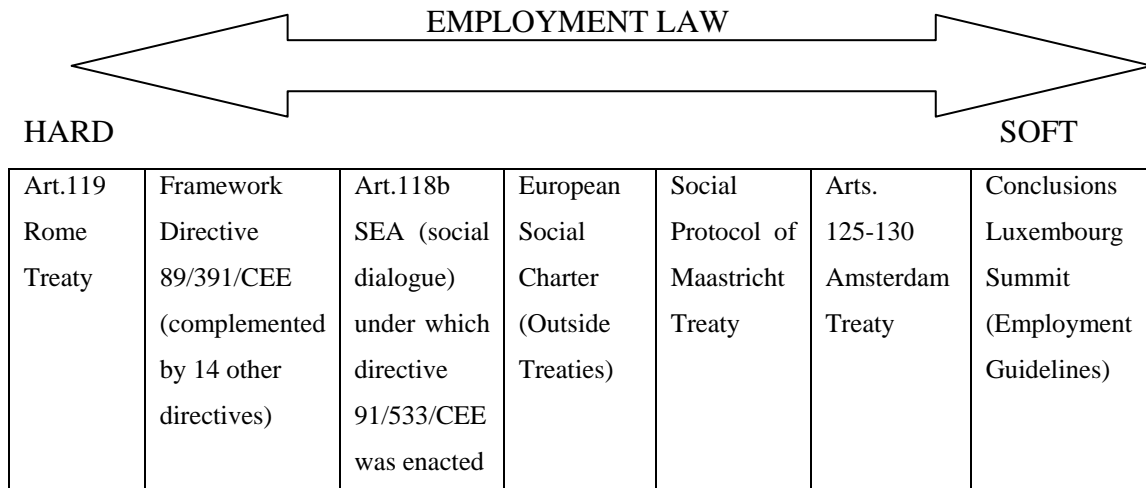 EMPLOYMENT LAW
HARD
SOFT
Art.119
Rome
Treaty
Framework
Directive
89/391/CEE
(complemented
by 14 other
directives)
Art.118b
SEA (social
dialogue)
under which
directive
91/533/CEE
was enacted
European
Social
Charter
(Outside
Treaties)
Social
Protocol of
Maastricht
Treaty
Arts.
125-130
Amsterdam
Treaty
Conclusions
Luxembourg
Summit
(Employment
Guidelines)